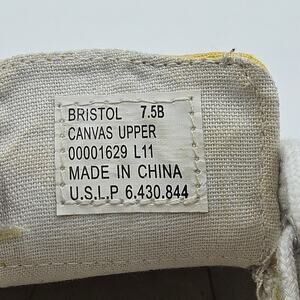 BRISTOL 7.5B
CANVAS UPPER
00001629 L11
MADE IN CHINA
U.S.I.P 6.430.844